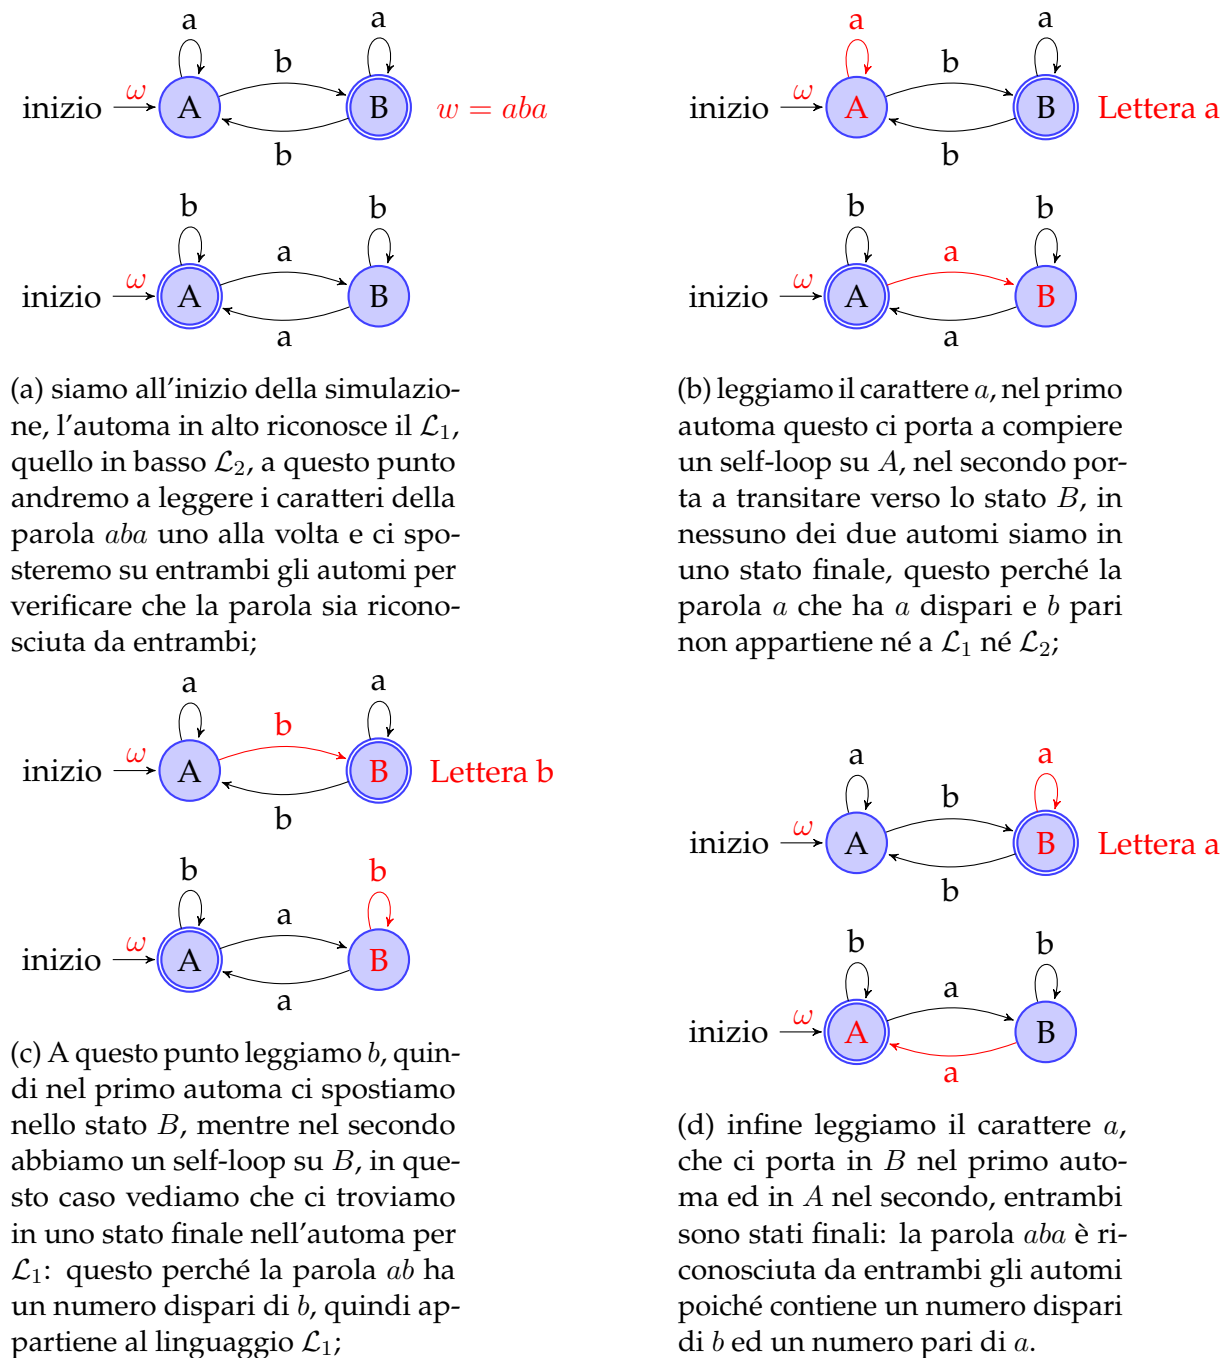 a a
b
inizio ω A B w = aba
b
b b
a
inizio ω A B
a
(a) siamo all'inizio della simulazio-
ne, l'automa in alto riconosce il ℒ₁,
quello in basso ℒ₂, a questo punto
andremo a leggere i caratteri della
parola aba uno alla volta e ci spo-
steremo su entrambi gli automi per
verificare che la parola sia ricono-
sciuta da entrambi;
a a
b
inizio ω A B Lettera a
b
b b
a
inizio ω A B
a
(b) leggiamo il carattere a, nel primo
automa questo ci porta a compiere
un self-loop su A, nel secondo por-
ta a transitare verso lo stato B, in
nessuno dei due automi siamo in
uno stato finale, questo perché la
parola a che ha a dispari e b pari
non appartiene né a ℒ₁ né ℒ₂;
a a
b
inizio ω A B Lettera b
b
b b
a
inizio ω A B
a
(c) A questo punto leggiamo b, quin-
di nel primo automa ci spostiamo
nello stato B, mentre nel secondo
abbiamo un self-loop su B, in que-
sto caso vediamo che ci troviamo
in uno stato finale nell'automa per
ℒ₁: questo perché la parola ab ha
un numero dispari di b, quindi ap-
partiene al linguaggio ℒ₁;
a a
b
inizio ω A B Lettera a
b
b b
a
inizio ω A B
a
(d) infine leggiamo il carattere a,
che ci porta in B nel primo auto-
ma ed in A nel secondo, entrambi
sono stati finali: la parola aba è ri-
conosciuta da entrambi gli automi
poiché contiene un numero dispari
di b ed un numero pari di a.